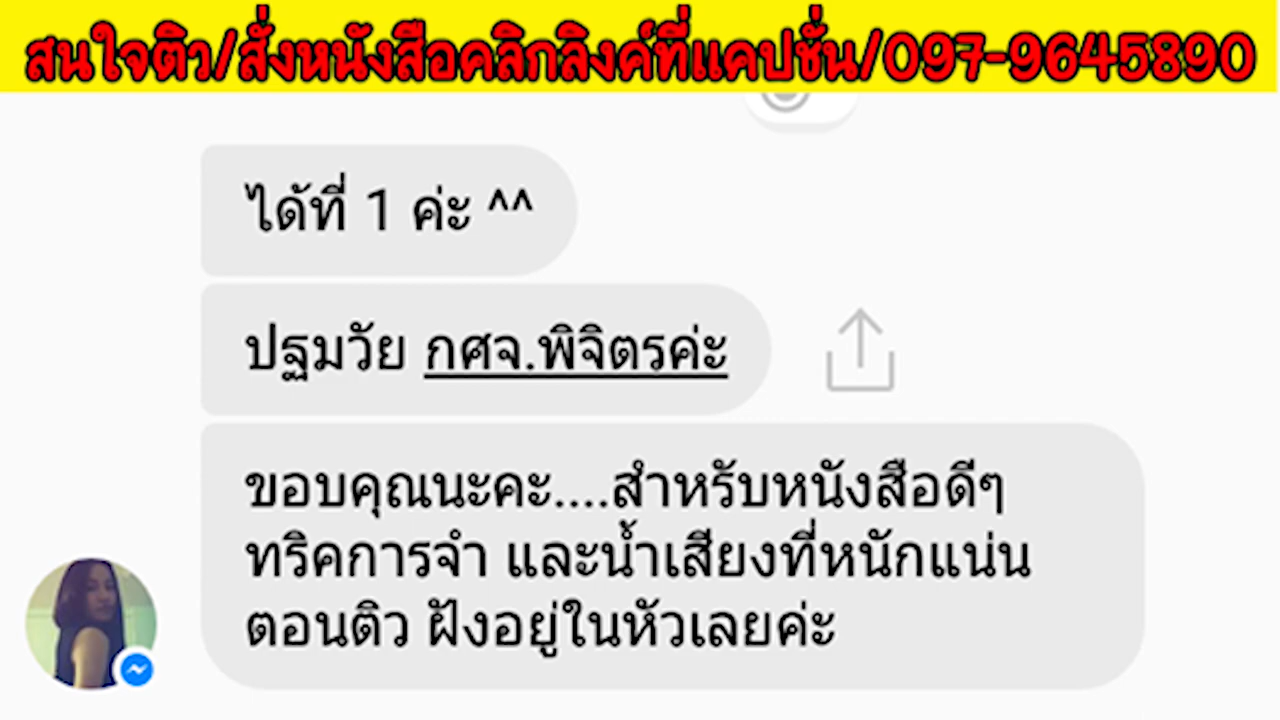 สนใจติว/สั่งหนังสือคลิกลิงค์ที่แคปชั่น/097-9645890
ได้ที่ 1 ค่ะ ^^
ปฐมวัย กศจ.พิจิตรค่ะ
ขอบคุณนะคะ....สำหรับหนังสือดีๆ
ทริคการจำ และน้ำเสียงที่หนักแน่น
ตอนติว ฝังอยู่ในหัวเลยค่ะ